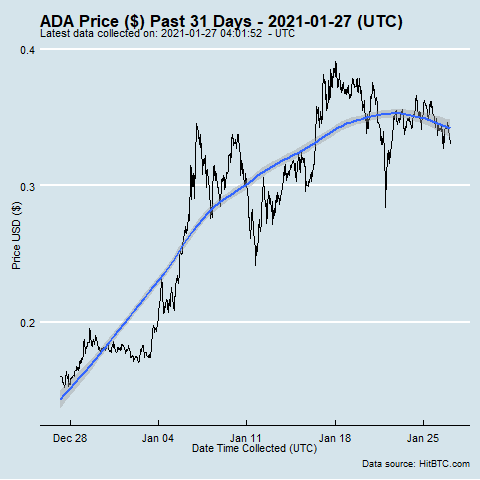 ADA Price ($) Past 31 Days - 2021-01-27 (UTC)
Latest data collected on: 2021-01-27 04:01:52 - UTC
0.4
0.3
0.2
Price USD ($)
Dec 28 Jan 04 Jan 11 Jan 18 Jan 25
Date Time Collected (UTC)
Data source: HitBTC.com